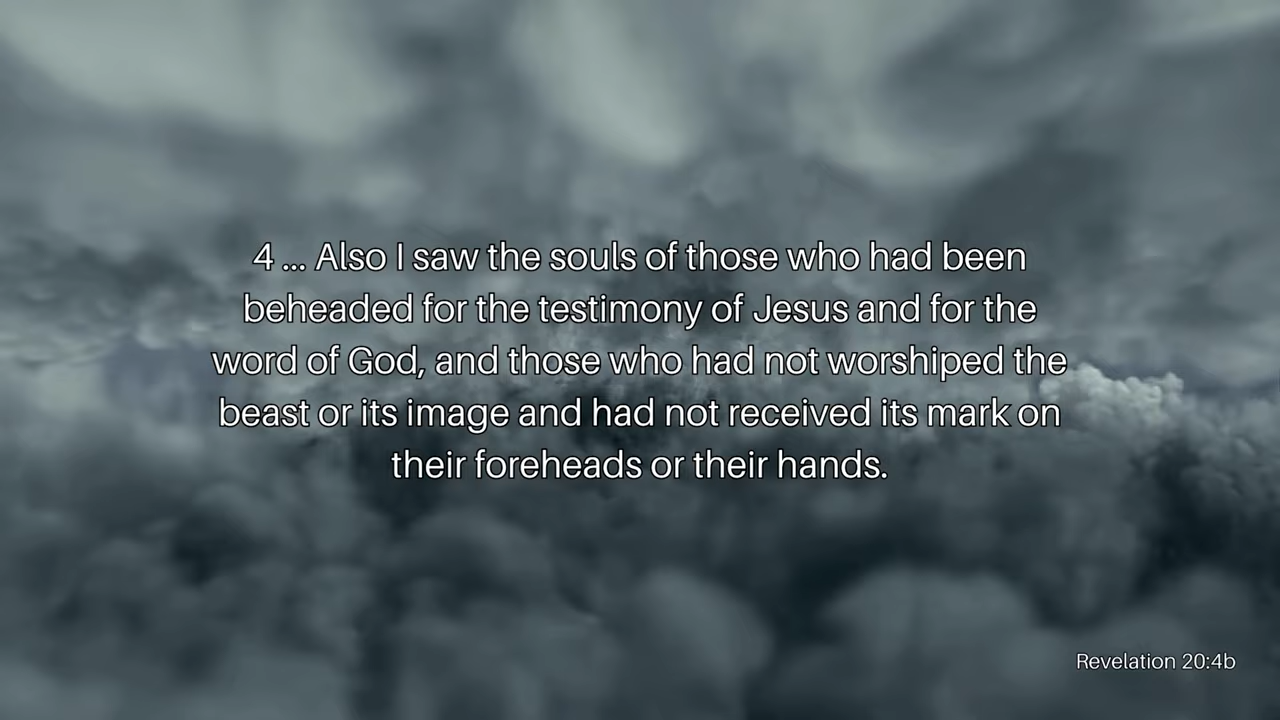 4 ... Also I saw the souls of those who had been
beheaded for the testimony of Jesus and for the
word of God, and those who had not worshiped the
beast or its image and had not received its mark on
their foreheads or their hands.
Revelation 20:4b